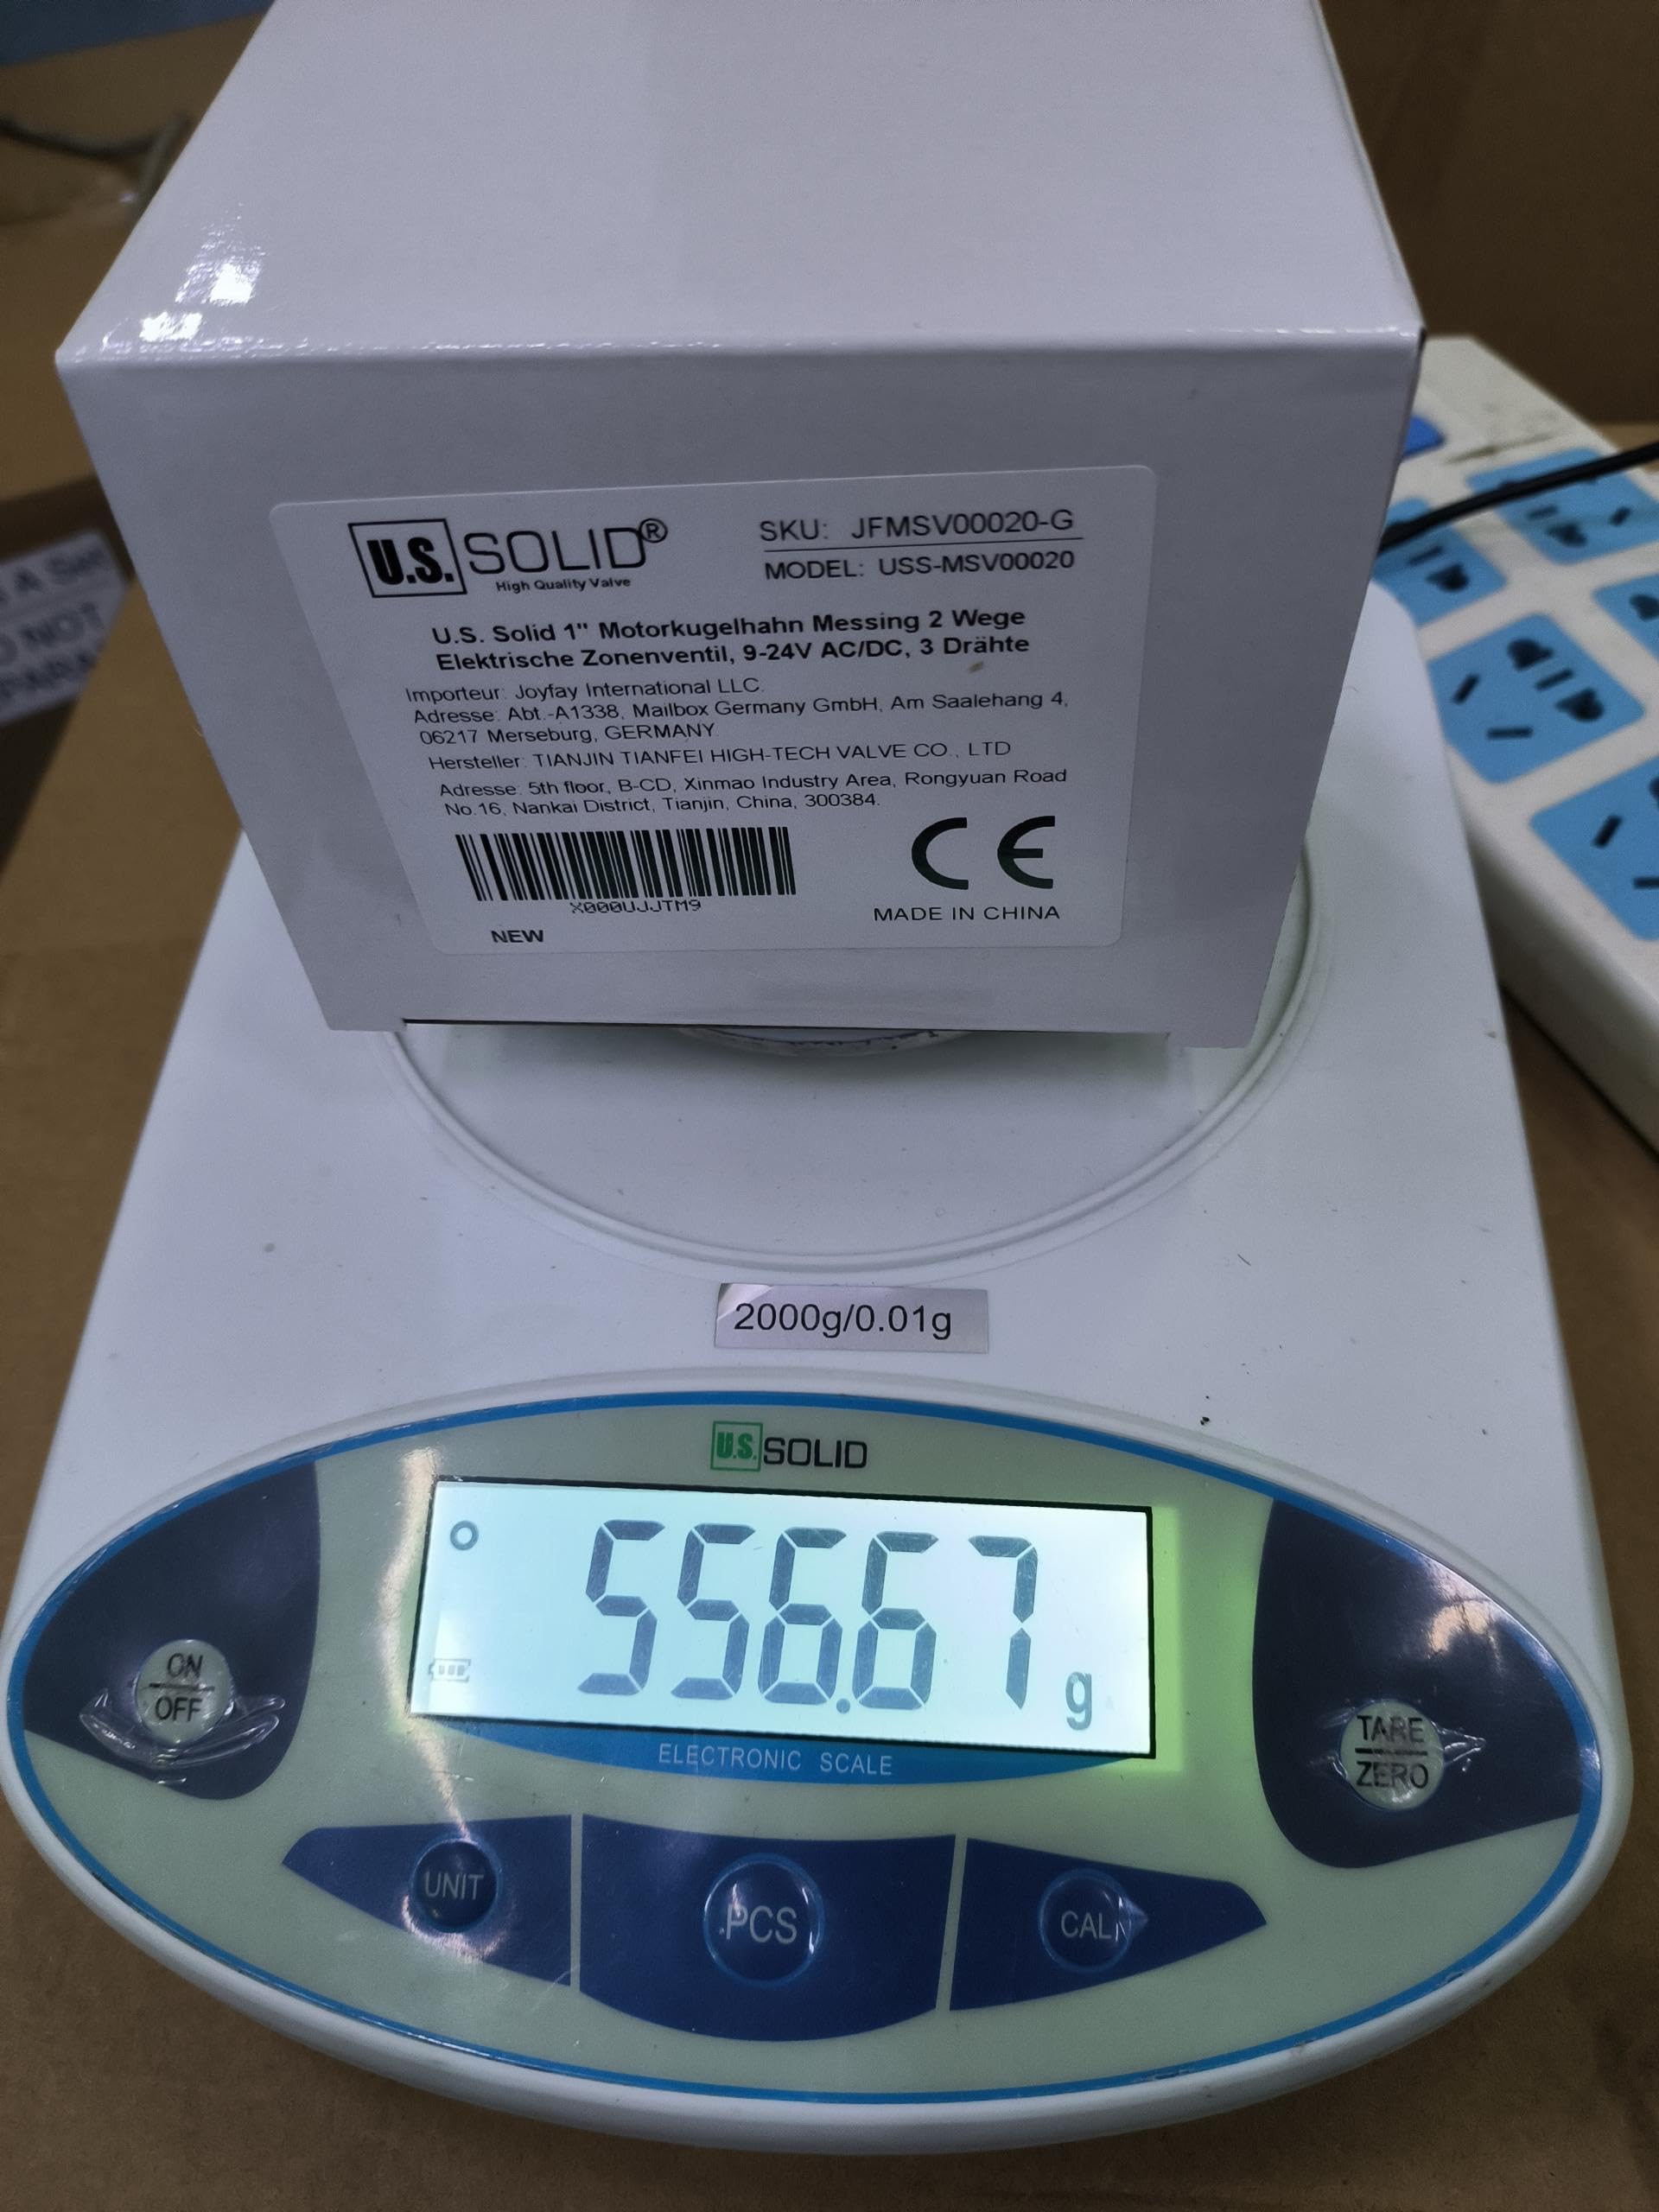 U.S. SOLID®
High Quality Valve
SKU: JFMSV00020-G
MODEL: USS-MSV00020
U.S. Solid 1" Motorkugelhahn Messing 2 Wege
Elektrische Zonenventil, 9-24V AC/DC, 3 Drähte
Importeur: Joyfay International LLC.
Adresse: Abt.-A1338, Mailbox Germany GmbH, Am Saalehang 4,
06217 Merseburg, GERMANY.
Hersteller: TIANJIN TIANFEI HIGH-TECH VALVE CO., LTD
Adresse: 5th floor, B-CD, Xinmao Industry Area, Rongyuan Road
No.16, Nankai District, Tianjin, China, 300384.
X000UJJTM9
NEW
CE
MADE IN CHINA
NOT
2000g/0.01g
U.S. SOLID
556.67 g
ELECTRONIC SCALE
ON
OFF
TARE
ZERO
UNIT
PCS
CAL